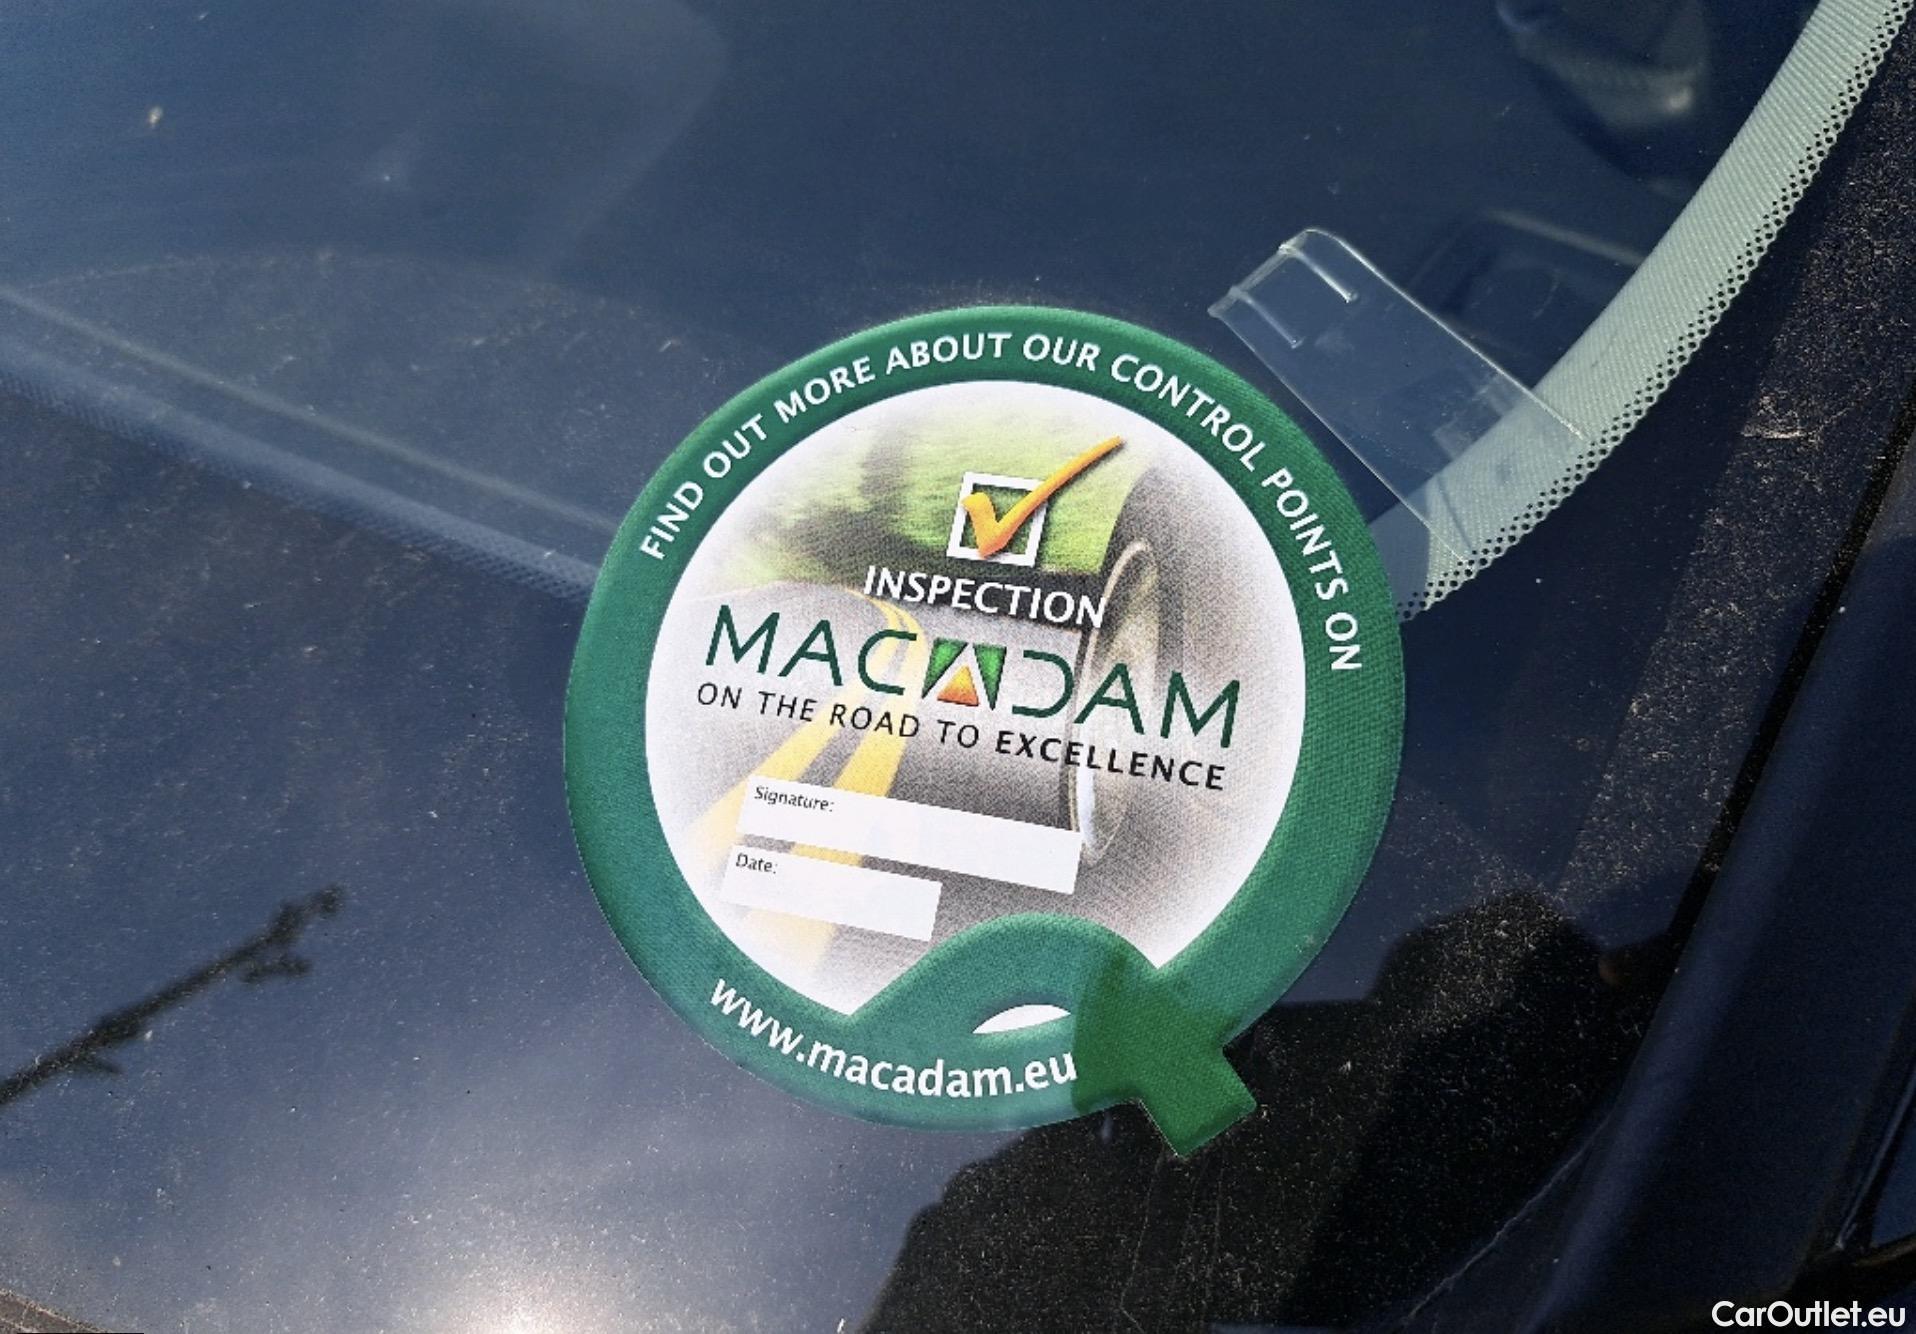 FIND OUT MORE ABOUT OUR CONTROL POINTS ON
INSPECTION
MACADAM
ON THE ROAD TO EXCELLENCE
Signature:
Date:
www.macadam.eu
CarOutlet.eu